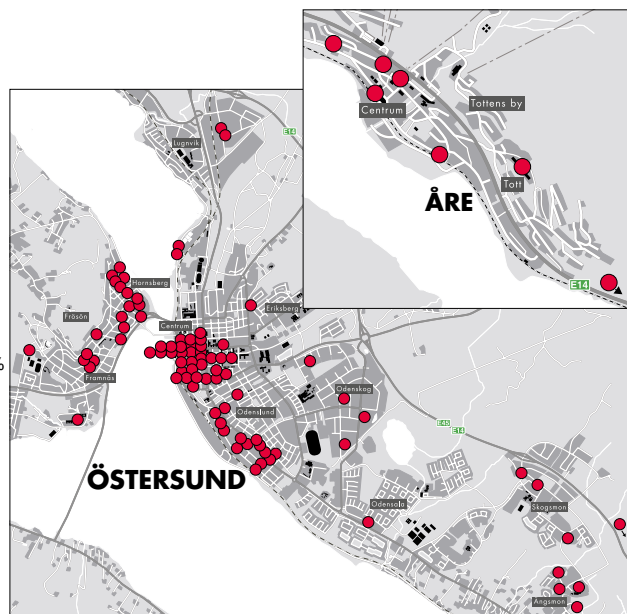 Tottens by
Centrum
Tott
ÅRE
E14
E14
Lugnvik
Hornsberg
Frösön
Eriksberg
Centrum
Framnäs
Odenskog
Odenslund
E45
E14
ÖSTERSUND
Odensala
Skogsmon
Ängsmon